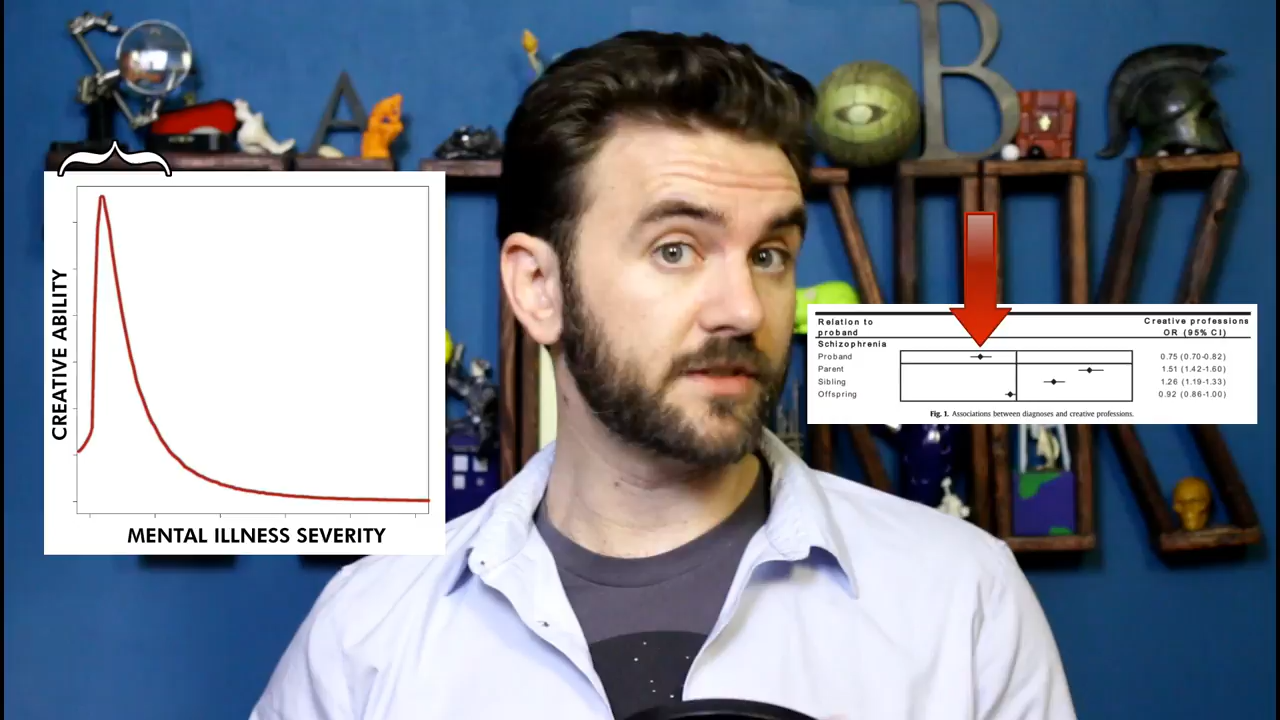 A
B
CREATIVE ABILITY
MENTAL ILLNESS SEVERITY
Relation to proband
Creative professions
OR (95% CI)
Schizophrenia
Proband 0.75 (0.70-0.82)
Parent 1.51 (1.42-1.60)
Sibling 1.26 (1.19-1.33)
Offspring 0.92 (0.86-1.00)
Fig. 1. Associations between diagnoses and creative professions.